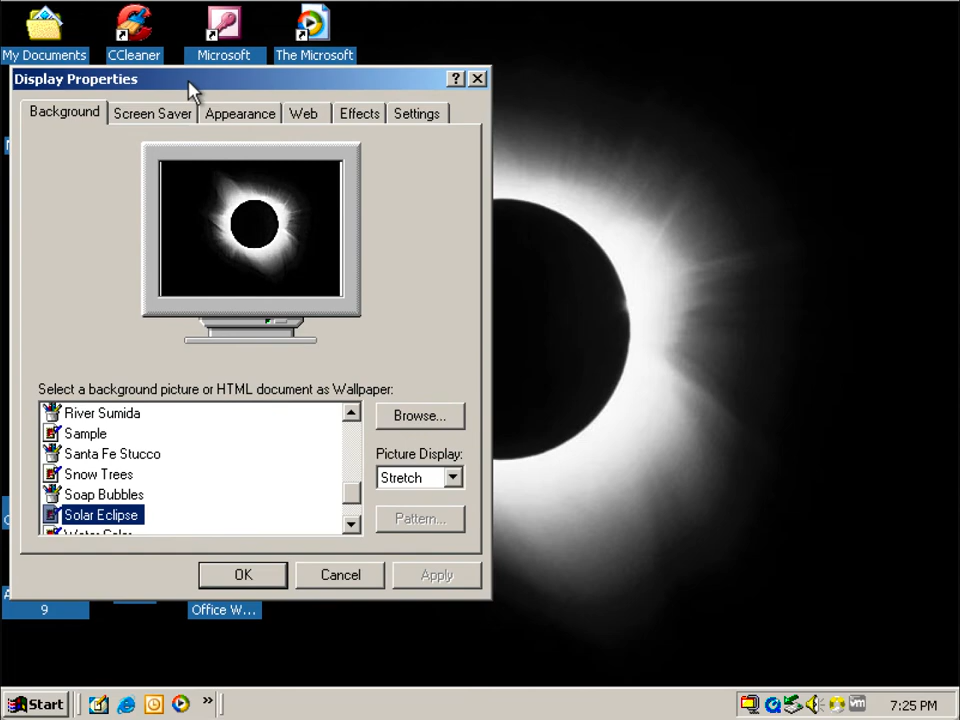 My Documents
CCleaner
Microsoft
The Microsoft
Display Properties
Background
Screen Saver
Appearance
Web
Effects
Settings
Select a background picture or HTML document as Wallpaper:
River Sumida
Sample
Santa Fe Stucco
Snow Trees
Soap Bubbles
Solar Eclipse
Browse...
Picture Display:
Stretch
Pattern...
OK
Cancel
Apply
9
Office W...
Start
vm
7:25 PM